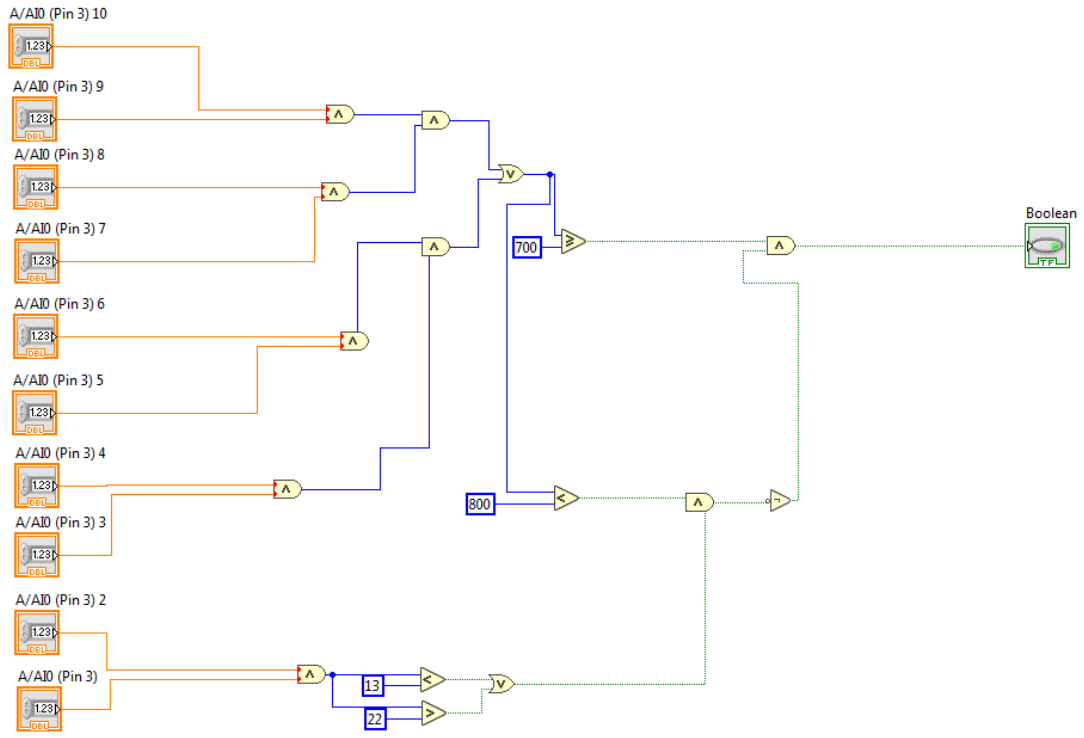 A/AI0 (Pin 3) 10
1.23
DBL
A/AI0 (Pin 3) 9
1.23
DBL
A/AI0 (Pin 3) 8
1.23
DBL
A/AI0 (Pin 3) 7
1.23
DBL
A/AI0 (Pin 3) 6
1.23
DBL
A/AI0 (Pin 3) 5
1.23
DBL
A/AI0 (Pin 3) 4
1.23
DBL
A/AI0 (Pin 3) 3
1.23
DBL
A/AI0 (Pin 3) 2
1.23
DBL
A/AI0 (Pin 3)
1.23
DBL
700
800
13
22
Boolean
TF